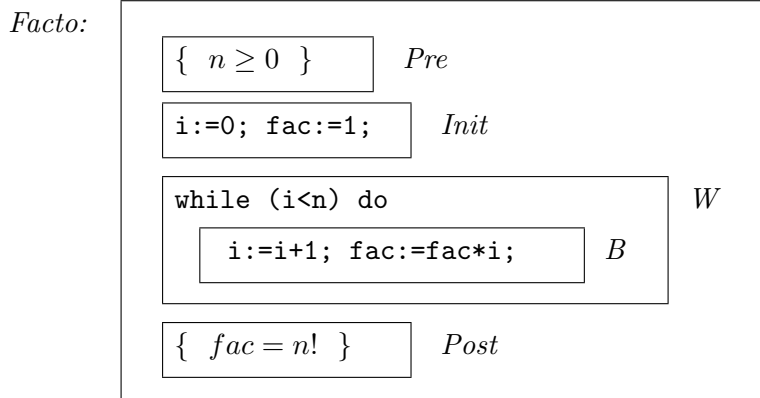 Facto:
{ n ≥ 0 } Pre
i:=0; fac:=1; Init
while (i<n) do W
i:=i+1; fac:=fac*i; B
{ fac = n! } Post